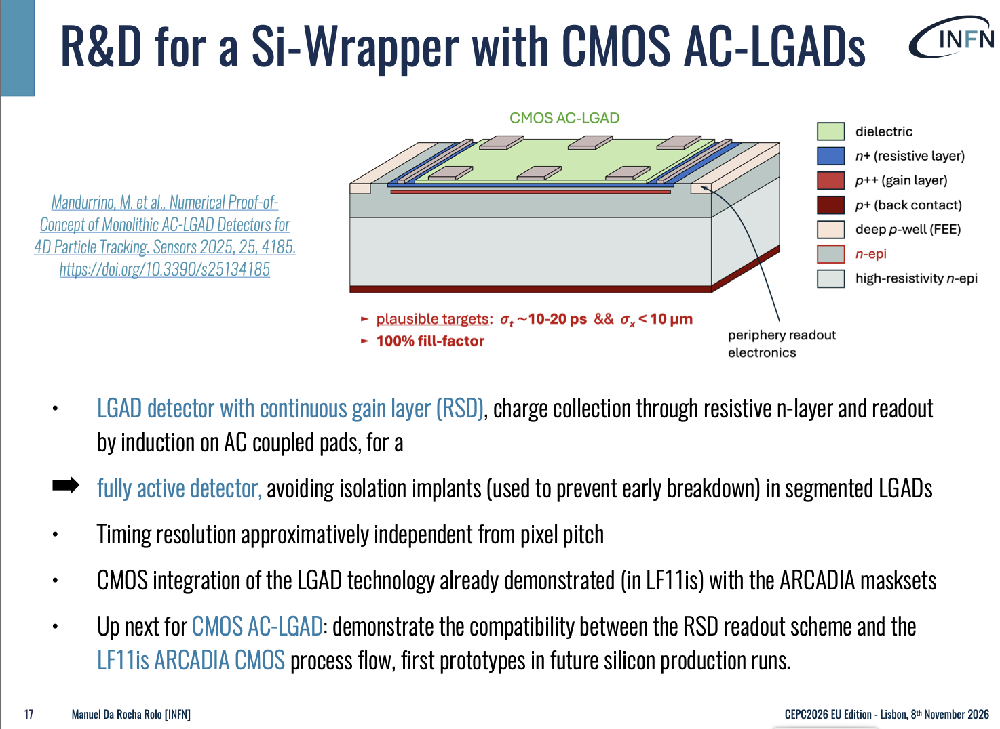 R&D for a Si-Wrapper with CMOS AC-LGADs
INFN
CMOS AC-LGAD
dielectric
n+ (resistive layer)
p++ (gain layer)
p+ (back contact)
deep p-well (FEE)
n-epi
high-resistivity n-epi
periphery readout
electronics
Mandurrino, M. et al., Numerical Proof-of-
Concept of Monolithic AC-LGAD Detectors for
4D Particle Tracking. Sensors 2025, 25, 4185.
https://doi.org/10.3390/s25134185
► plausible targets: σt ~10-20 ps && σx < 10 µm
► 100% fill-factor
• LGAD detector with continuous gain layer (RSD), charge collection through resistive n-layer and readout
by induction on AC coupled pads, for a
fully active detector, avoiding isolation implants (used to prevent early breakdown) in segmented LGADs
• Timing resolution approximatively independent from pixel pitch
• CMOS integration of the LGAD technology already demonstrated (in LF11is) with the ARCADIA masksets
• Up next for CMOS AC-LGAD: demonstrate the compatibility between the RSD readout scheme and the
LF11is ARCADIA CMOS process flow, first prototypes in future silicon production runs.
17 Manuel Da Rocha Rolo [INFN] CEPC2026 EU Edition - Lisbon, 8th November 2026